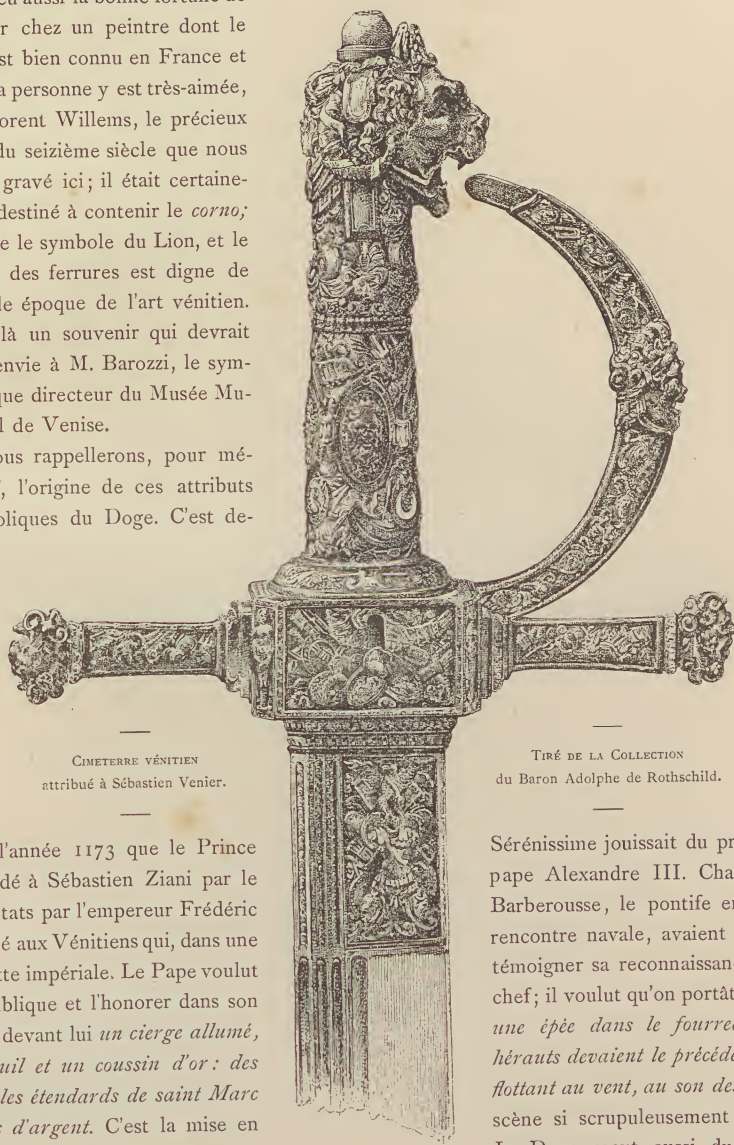 eu aussi la bonne fortune de
r chez un peintre dont le
st bien connu en France et
a personne y est très-aimée,
orent Willems, le précieux
du seizième siècle que nous
gravé ici; il était certaine-
destiné à contenir le corno;
e le symbole du Lion, et le
des ferrures est digne de
le époque de l'art vénitien.
là un souvenir qui devrait
envie à M. Barozzi, le sym-
que directeur du Musée Mu-
l de Venise.
ous rappellerons, pour mé-
, l'origine de ces attributs
oliques du Doge. C'est de-
CIMETERRE VÉNITIEN
attribué à Sébastien Venier.
TIRÉ DE LA COLLECTION
du Baron Adolphe de Rothschild.
l'année 1173 que le Prince Sérénissime jouissait du pr
dé à Sébastien Ziani par le pape Alexandre III. Cha
tats par l'empereur Frédéric Barberousse, le pontife en
é aux Vénitiens qui, dans une rencontre navale, avaient
tte impériale. Le Pape voulut témoigner sa reconnaissan
blique et l'honorer dans son chef; il voulut qu'on portât
devant lui un cierge allumé, une épée dans le fourre
uil et un coussin d'or: des hérauts devaient le précéde
les étendards de saint Marc flottant au vent, au son des
s d'argent. C'est la mise en scène si scrupuleusement